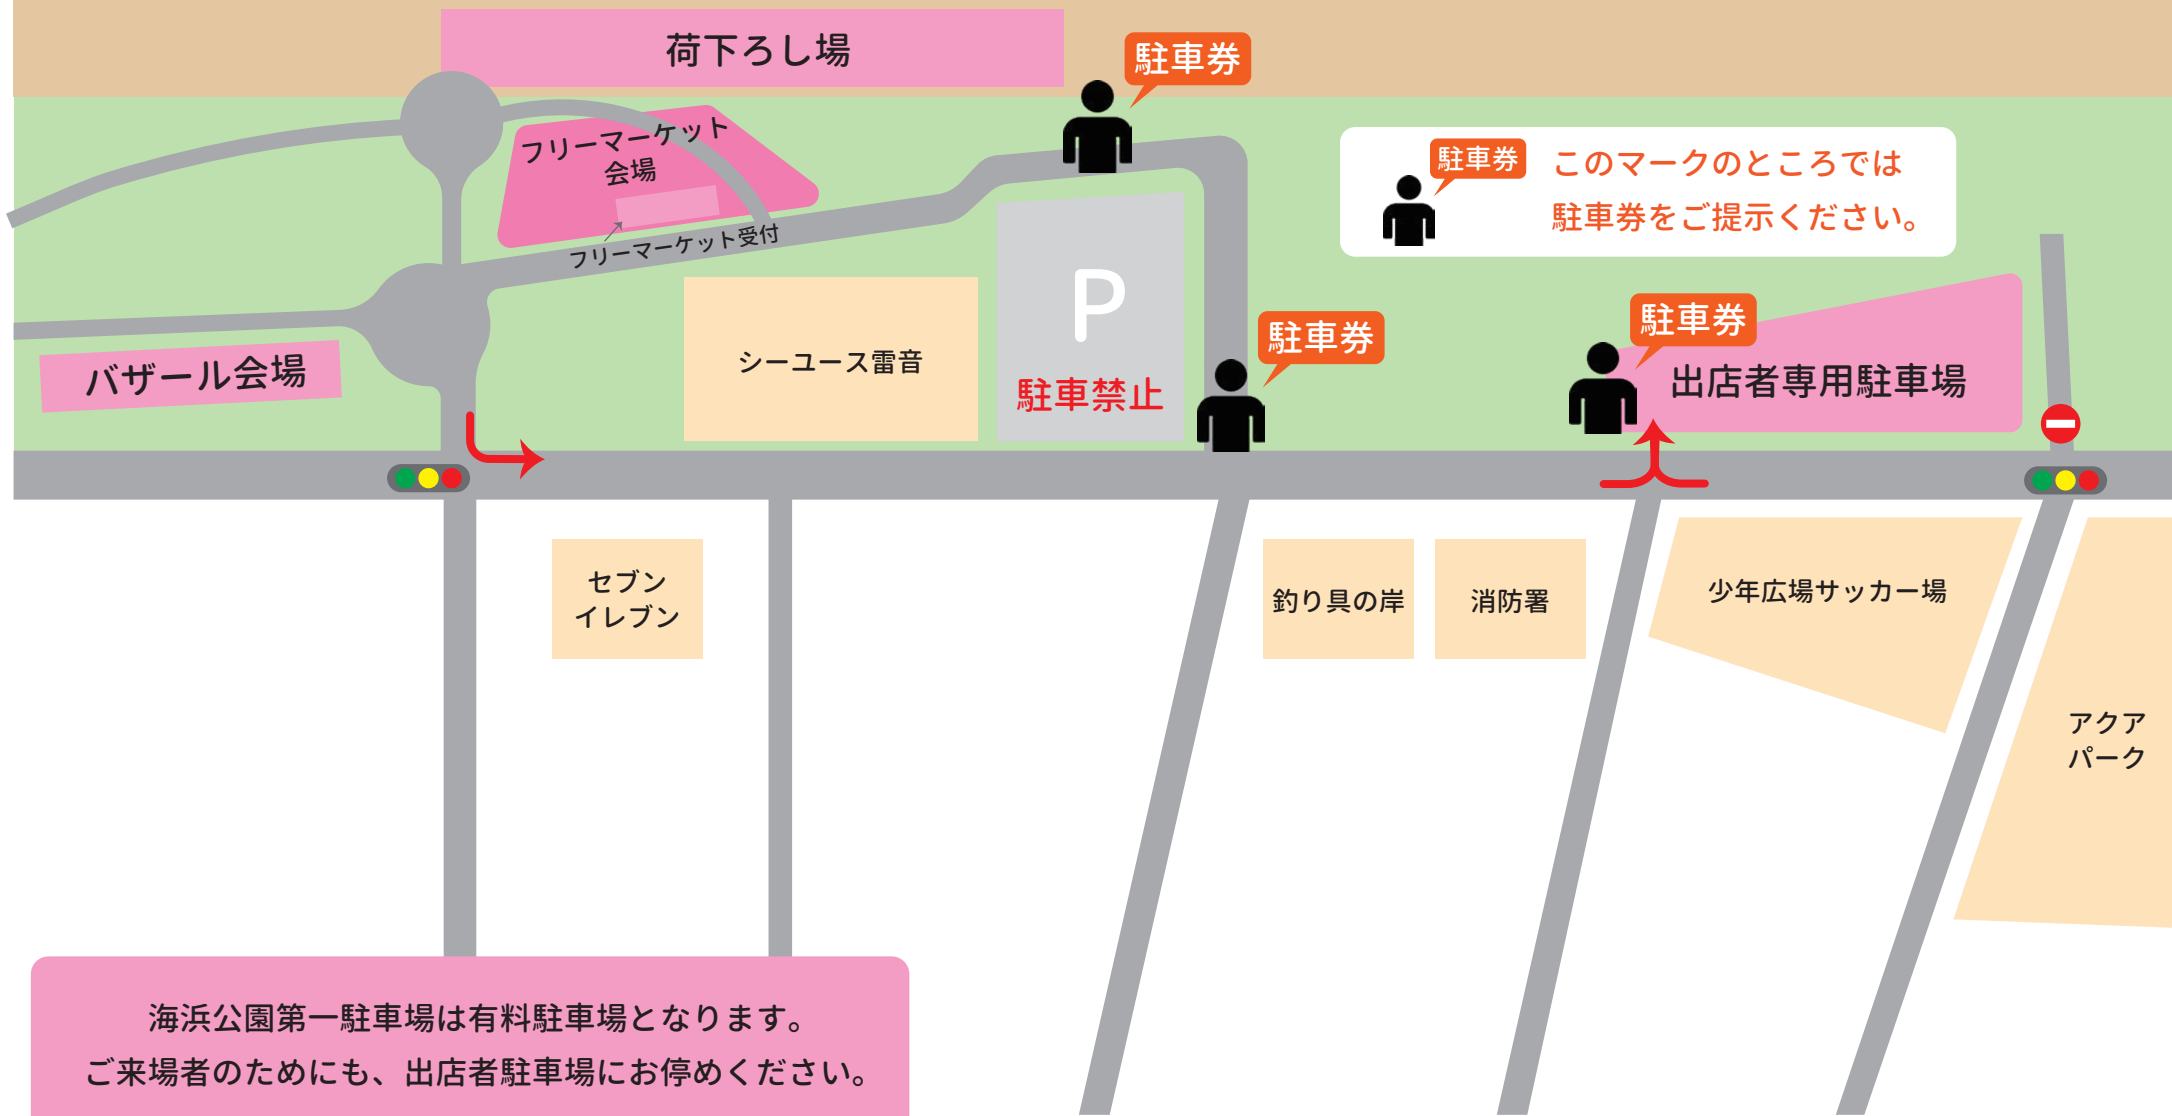 荷下ろし場
駐車券
フリーマーケット
会場
フリーマーケット受付
駐車券
このマークのところでは
駐車券をご提示ください。
バザール会場
シーユース雷音
P
駐車禁止
駐車券
駐車券
出店者専用駐車場
セブン
イレブン
釣り具の岸
消防署
少年広場サッカー場
アクア
パーク
海浜公園第一駐車場は有料駐車場となります。
ご来場者のためにも、出店者駐車場にお停めください。